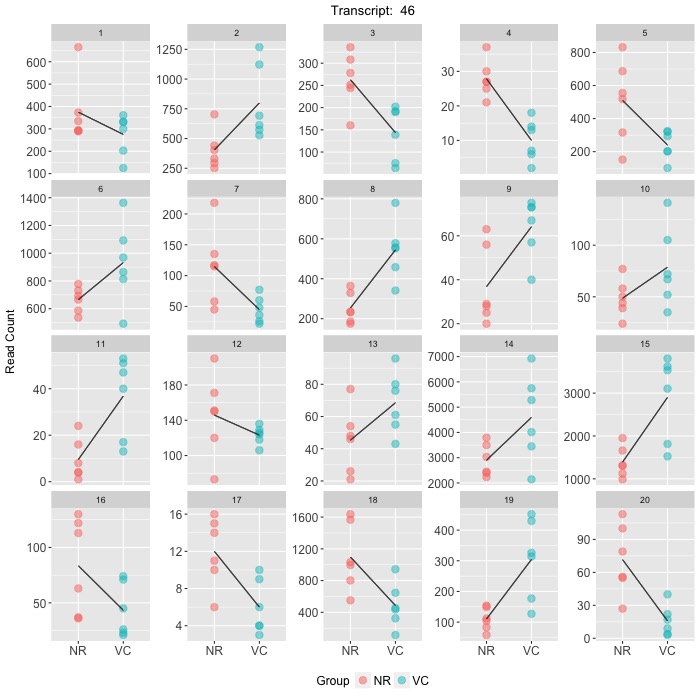 Transcript: 46
1 2 3 4 5
600 1250 300 30 800
500 1000 250 20 600
400 750 200 10 400
300 500 150 200
200 250 100
100
6 7 8 9 10
1400 200 800 60 100
1200 150 600 40 50
1000 100 400 20
800 50 200
600
Read Count
11 12 13 14 15
40 180 80 7000 3000
20 140 60 6000 2000
0 100 40 5000 1000
20 4000
3000
2000
16 17 18 19 20
100 16 1600 400 90
50 12 1200 300 60
8 800 200 30
4 400 100 0
NR VC NR VC NR VC NR VC NR VC
Group NR VC